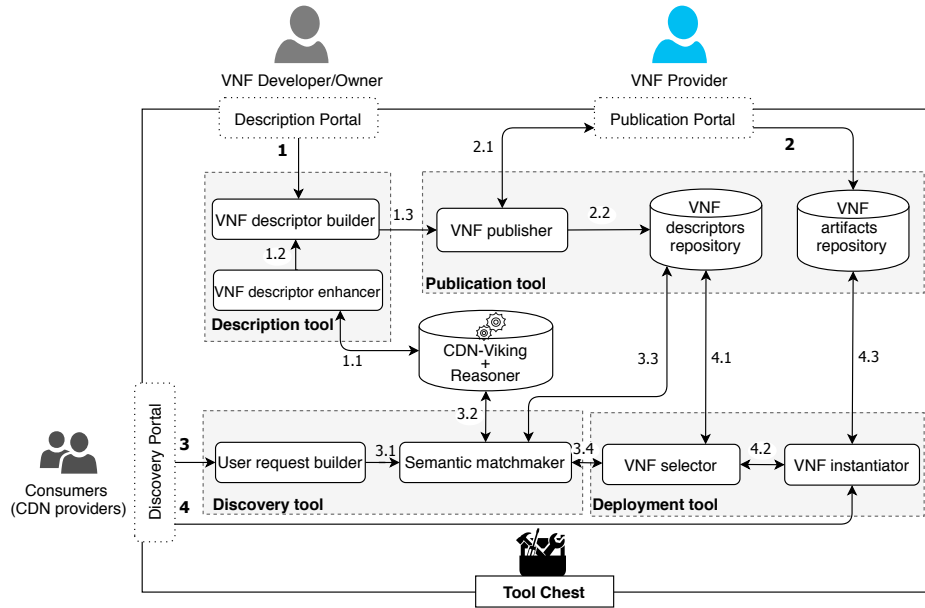 VNF Developer/Owner
VNF Provider
Description Portal
Publication Portal
1
2.1
2
VNF descriptor builder
1.3
VNF publisher
2.2
VNF
descriptors
repository
VNF
artifacts
repository
1.2
VNF descriptor enhancer
Description tool
Publication tool
1.1
CDN-Viking
+
Reasoner
3.3
4.1
4.3
3.2
Consumers
(CDN providers)
Discovery Portal
3
User request builder
3.1
Semantic matchmaker
3.4
VNF selector
4.2
VNF instantiator
4
Discovery tool
Deployment tool
Tool Chest